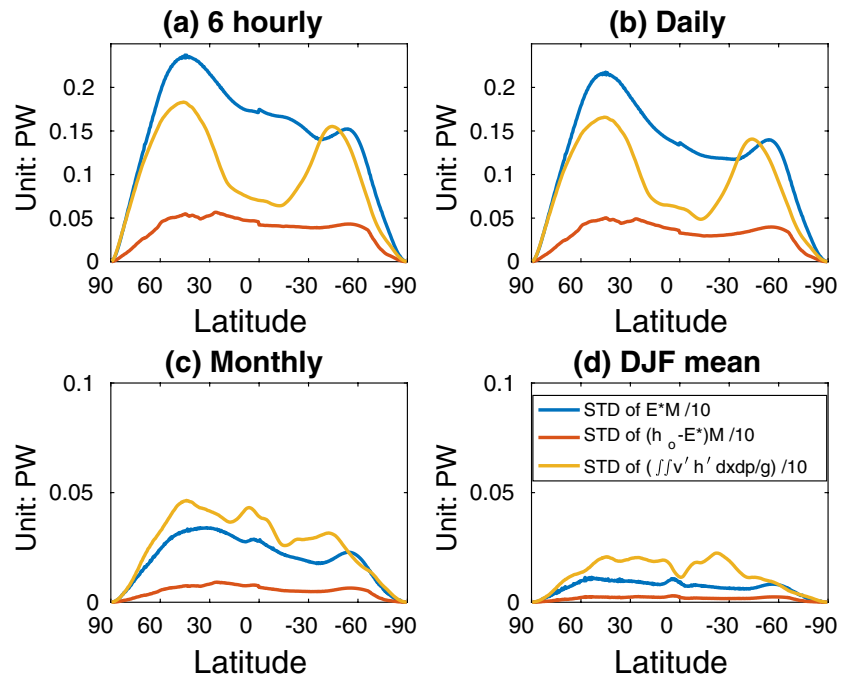 (a) 6 hourly
Unit: PW
0.2
0.15
0.1
0.05
0
90 60 30 0 -30 -60 -90
Latitude
(b) Daily
Unit: PW
0.2
0.15
0.1
0.05
0
90 60 30 0 -30 -60 -90
Latitude
(c) Monthly
Unit: PW
0.1
0.05
0
90 60 30 0 -30 -60 -90
Latitude
(d) DJF mean
Unit: PW
0.1
0.05
0
STD of E*M /10
STD of (h_o-E*)M /10
STD of (∫∫v′ h′ dxdp/g) /10
90 60 30 0 -30 -60 -90
Latitude